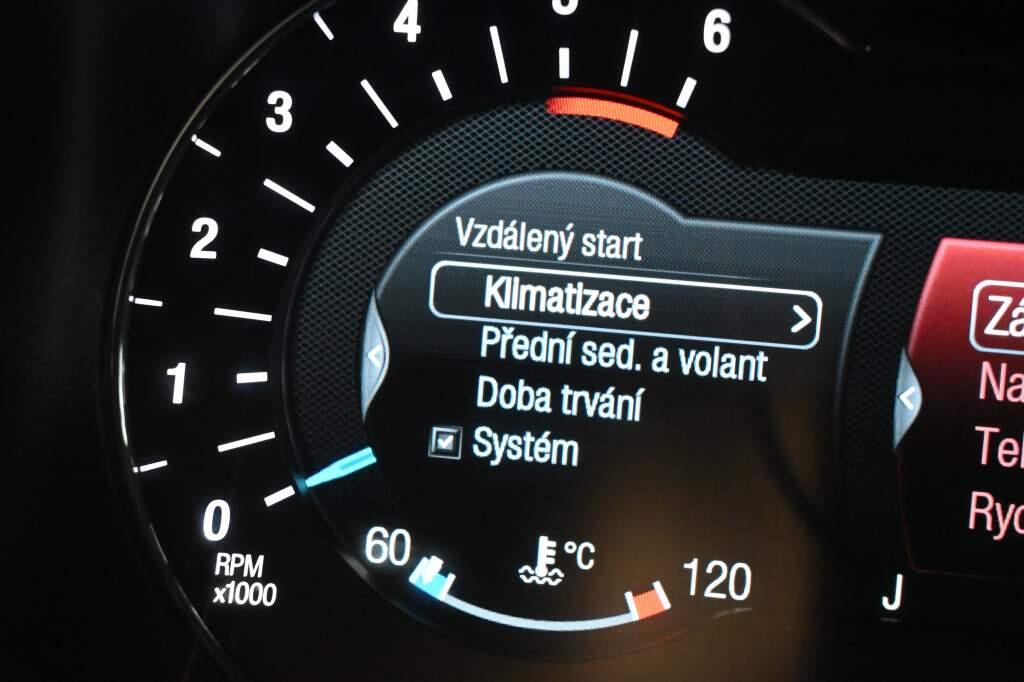 4
5
6
3
2
1
0
RPM
x1000
Vzdálený start
Klimatizace
Přední sed. a volant
Doba trvání
Systém
60
°C
120
J